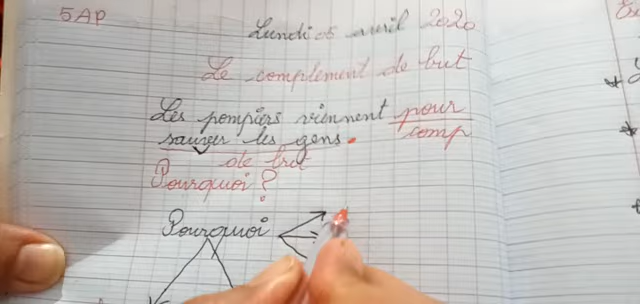 5AP
Lundi 06 avril 2020
Le complement de but
Les pompiers viennent pour
sauver les gens. comp
de but
Pourquoi ?
Pourquoi